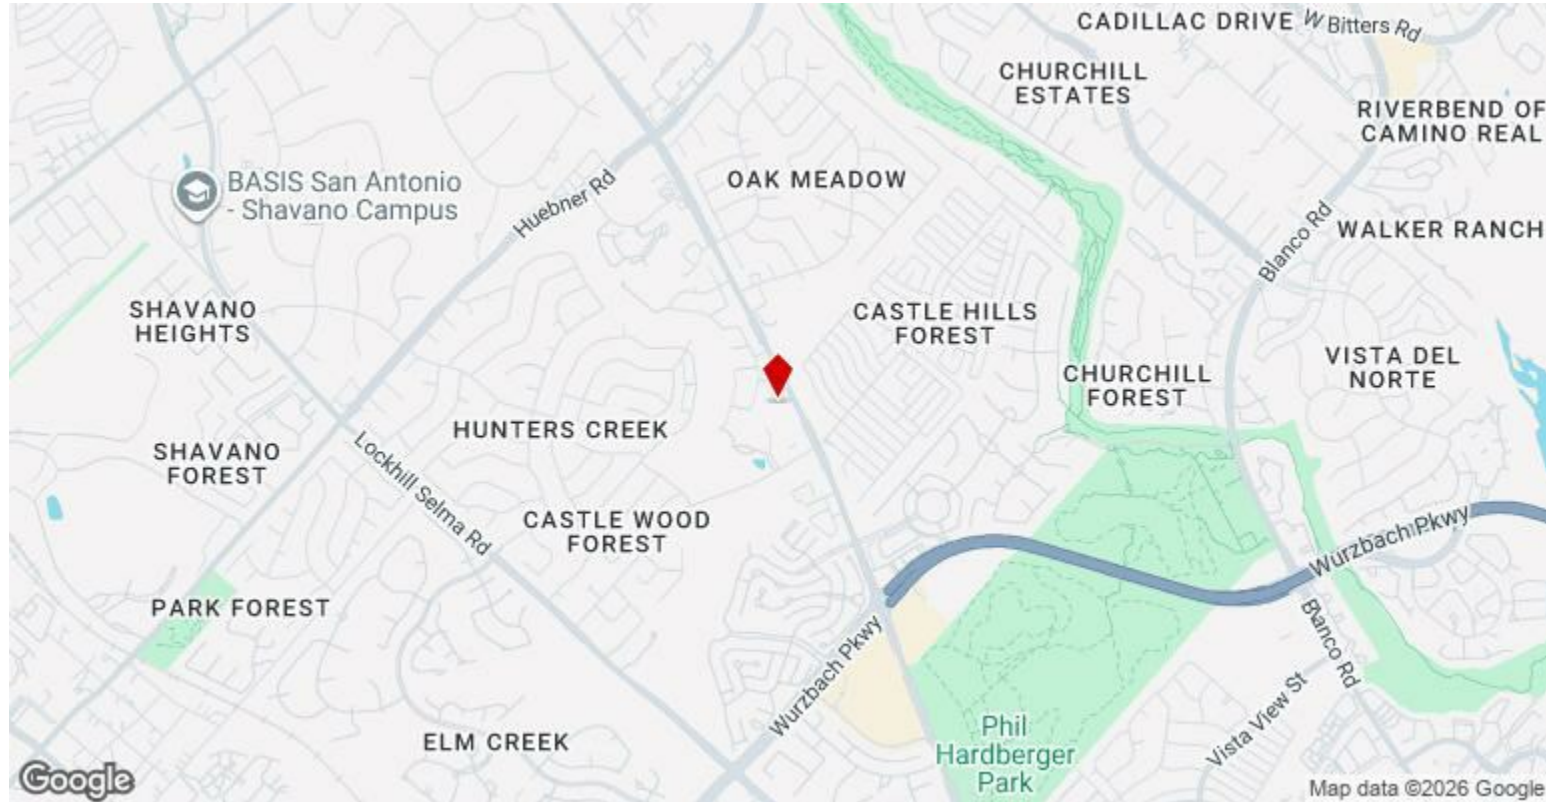 CADILLAC DRIVE
W Bitters Rd
CHURCHILL
ESTATES
RIVERBEND OF
CAMINO REAL
BASIS San Antonio
- Shavano Campus
Huebner Rd
OAK MEADOW
Blanco Rd
WALKER RANCH
SHAVANO
HEIGHTS
CASTLE HILLS
FOREST
VISTA DEL
NORTE
CHURCHILL
FOREST
HUNTERS CREEK
SHAVANO
FOREST
Lockhill Selma Rd
CASTLE WOOD
FOREST
Wurzbach Pkwy
PARK FOREST
Wurzbach Pkwy
Blanco Rd
Vista View St
ELM CREEK
Phil
Hardberger
Park
Google
Map data ©2026 Google